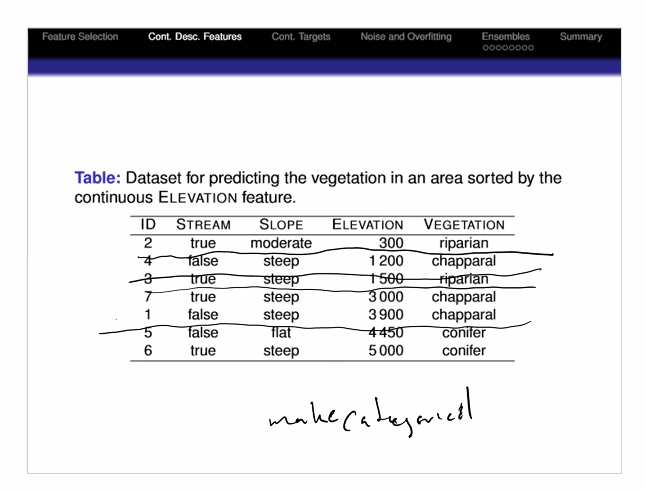 Feature Selection Cont. Desc. Features Cont. Targets Noise and Overfitting Ensembles Summary
Table: Dataset for predicting the vegetation in an area sorted by the
continuous ELEVATION feature.
ID STREAM SLOPE ELEVATION VEGETATION
2 true moderate 300 riparian
4 false steep 1 200 chapparal
3 true steep 1 500 riparian
7 true steep 3 000 chapparal
1 false steep 3 900 chapparal
5 false flat 4 450 conifer
6 true steep 5 000 conifer
make categorical